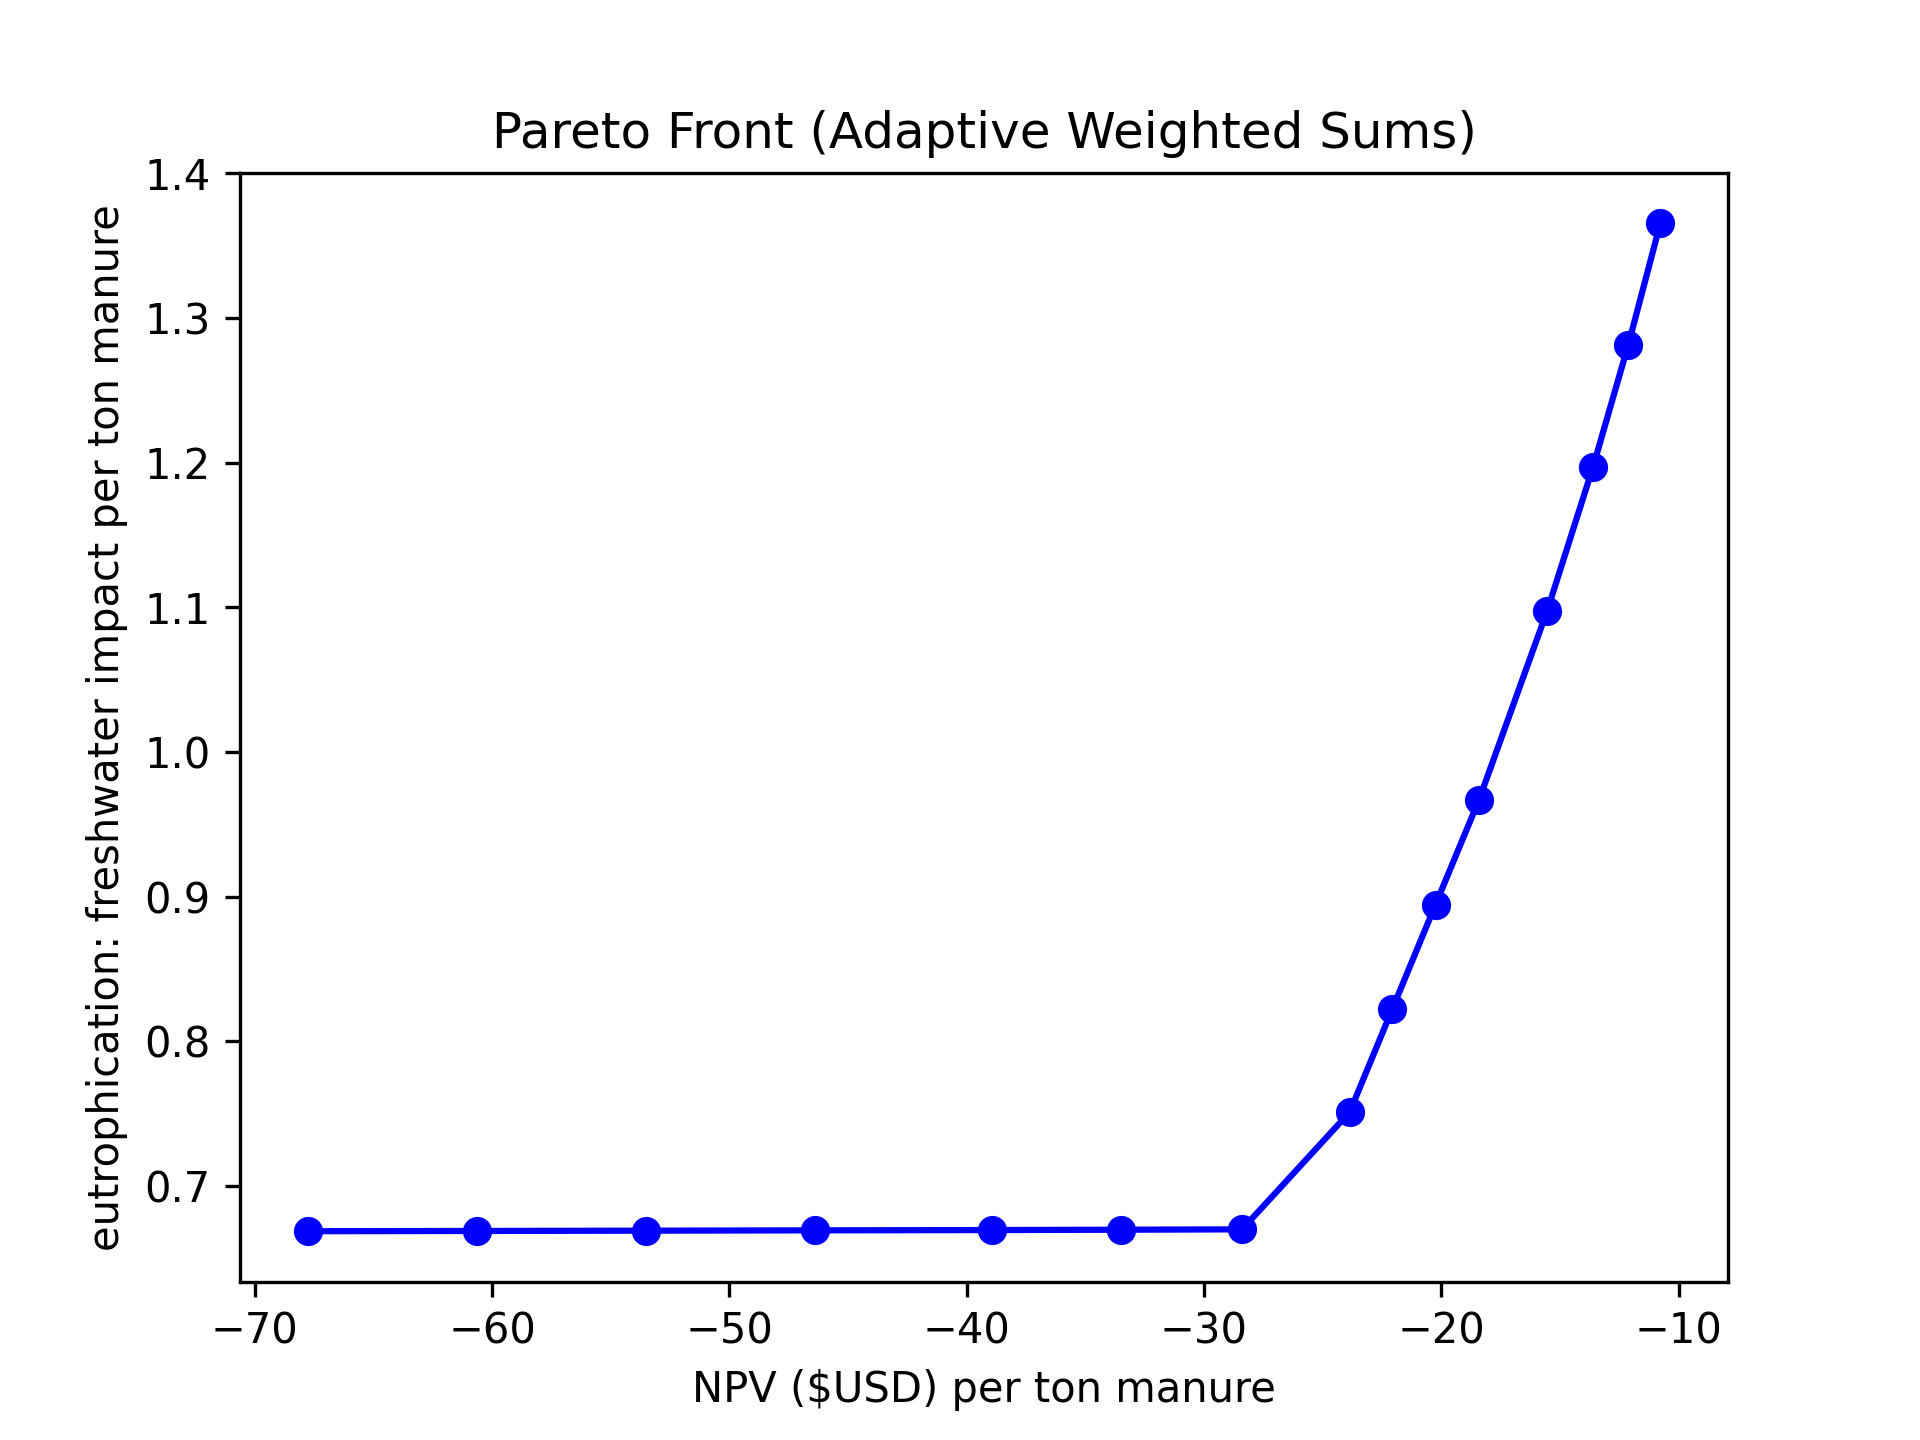 Pareto Front (Adaptive Weighted Sums)
eutrophication: freshwater impact per ton manure
1.4
1.3
1.2
1.1
1.0
0.9
0.8
0.7
−70 −60 −50 −40 −30 −20 −10
NPV ($USD) per ton manure